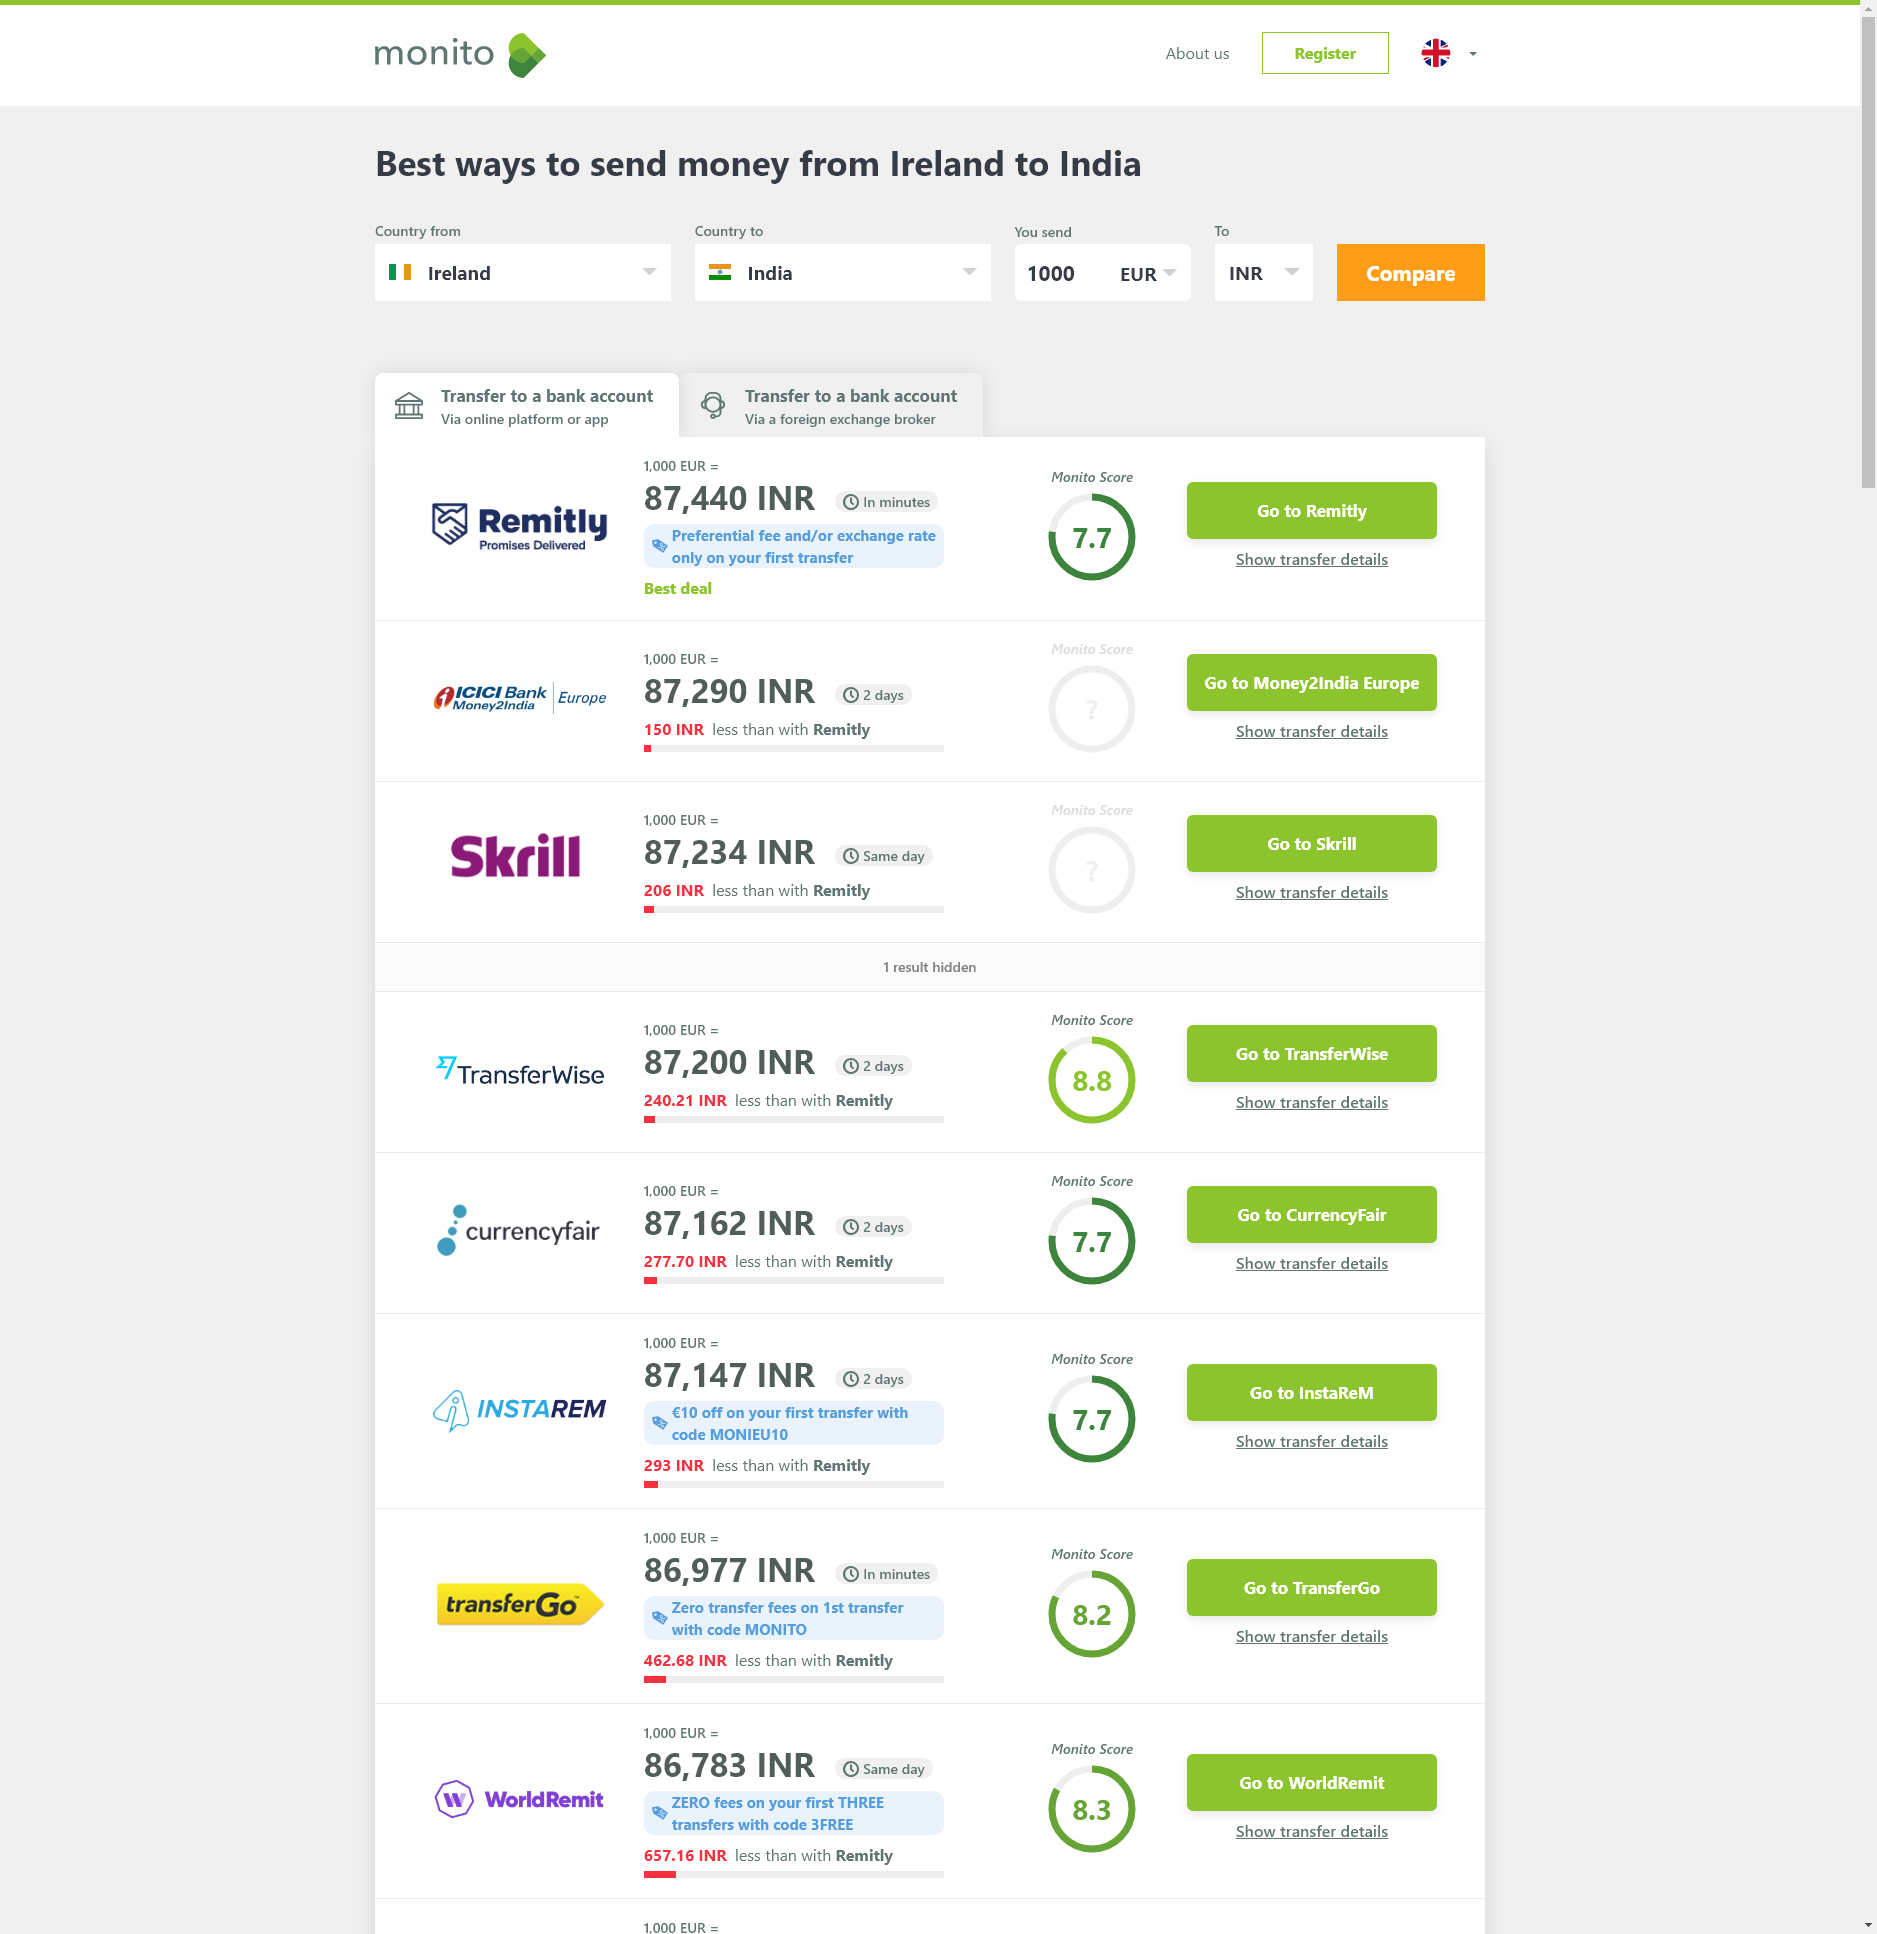 monito
About us
Register
Best ways to send money from Ireland to India
Country from
Country to
You send
To
Ireland
India
1000
EUR
INR
Compare
Transfer to a bank account
Via online platform or app
Transfer to a bank account
Via a foreign exchange broker
Remitly
Promises Delivered
1,000 EUR =
87,440 INR
In minutes
Preferential fee and/or exchange rate
only on your first transfer
Best deal
Monito Score
7.7
Go to Remitly
Show transfer details
ICICI Bank
Money2India
Europe
1,000 EUR =
87,290 INR
2 days
150 INR less than with Remitly
Monito Score
?
Go to Money2India Europe
Show transfer details
Skrill
1,000 EUR =
87,234 INR
Same day
206 INR less than with Remitly
Monito Score
?
Go to Skrill
Show transfer details
1 result hidden
TransferWise
1,000 EUR =
87,200 INR
2 days
240.21 INR less than with Remitly
Monito Score
8.8
Go to TransferWise
Show transfer details
currencyfair
1,000 EUR =
87,162 INR
2 days
277.70 INR less than with Remitly
Monito Score
7.7
Go to CurrencyFair
Show transfer details
INSTAREM
1,000 EUR =
87,147 INR
2 days
€10 off on your first transfer with
code MONIEU10
293 INR less than with Remitly
Monito Score
7.7
Go to InstaReM
Show transfer details
transferGo
1,000 EUR =
86,977 INR
In minutes
Zero transfer fees on 1st transfer
with code MONITO
462.68 INR less than with Remitly
Monito Score
8.2
Go to TransferGo
Show transfer details
WorldRemit
1,000 EUR =
86,783 INR
Same day
ZERO fees on your first THREE
transfers with code 3FREE
657.16 INR less than with Remitly
Monito Score
8.3
Go to WorldRemit
Show transfer details
1,000 EUR =